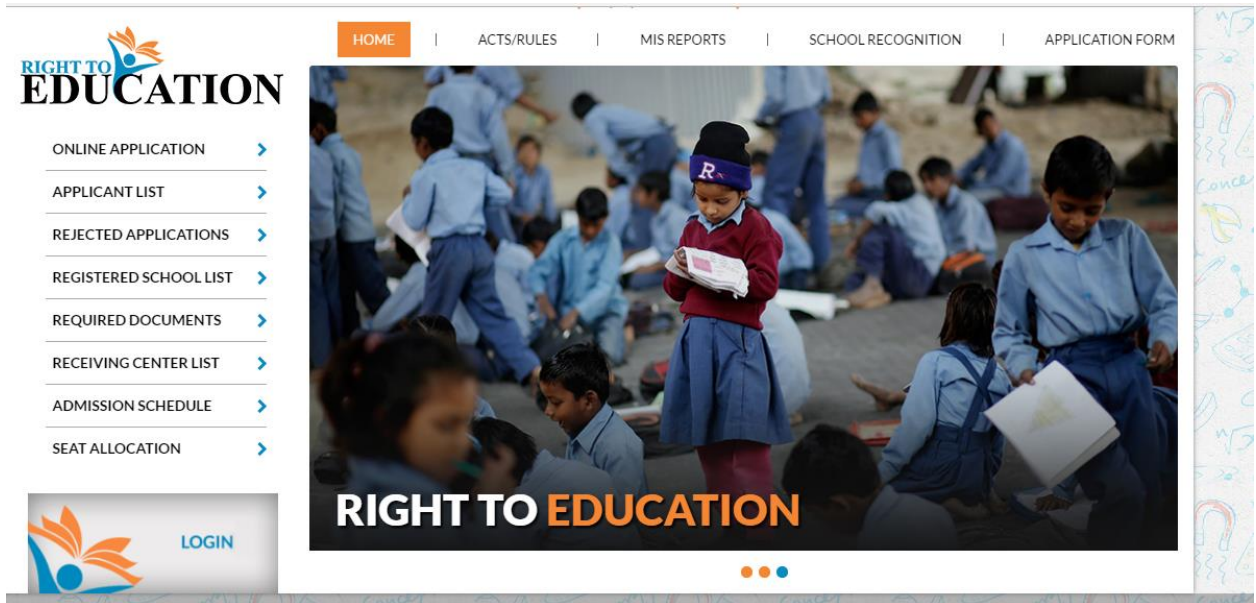 RIGHT TO
EDUCATION
HOME | ACTS/RULES | MIS REPORTS | SCHOOL RECOGNITION | APPLICATION FORM
ONLINE APPLICATION
APPLICANT LIST
REJECTED APPLICATIONS
REGISTERED SCHOOL LIST
REQUIRED DOCUMENTS
RECEIVING CENTER LIST
ADMISSION SCHEDULE
SEAT ALLOCATION
LOGIN
R
RIGHT TO EDUCATION